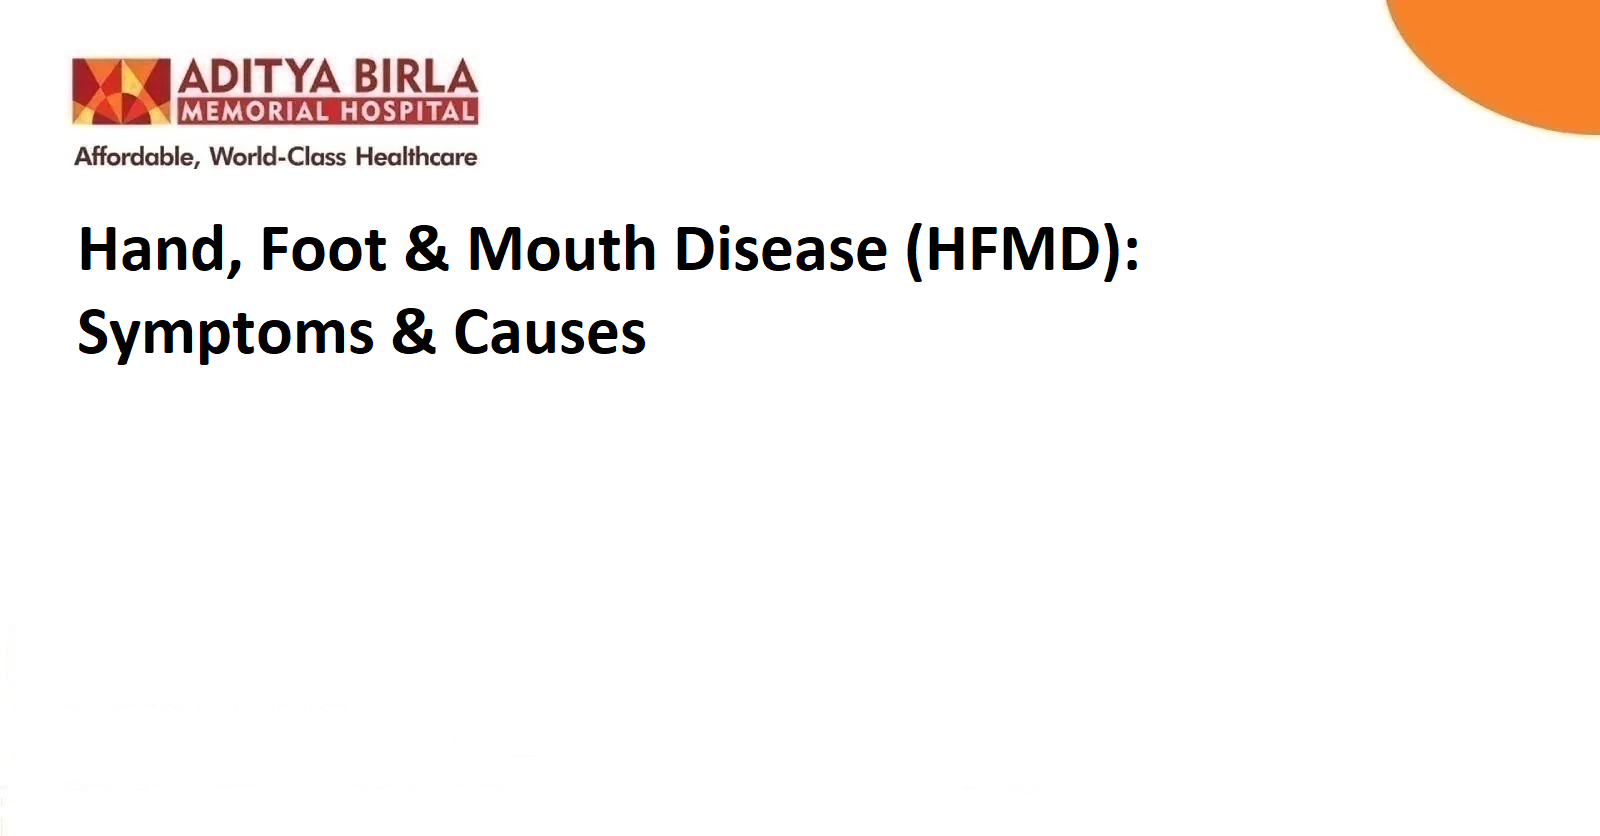 ADITYA BIRLA
MEMORIAL HOSPITAL
Affordable, World-Class Healthcare
Hand, Foot & Mouth Disease (HFMD):
Symptoms & Causes